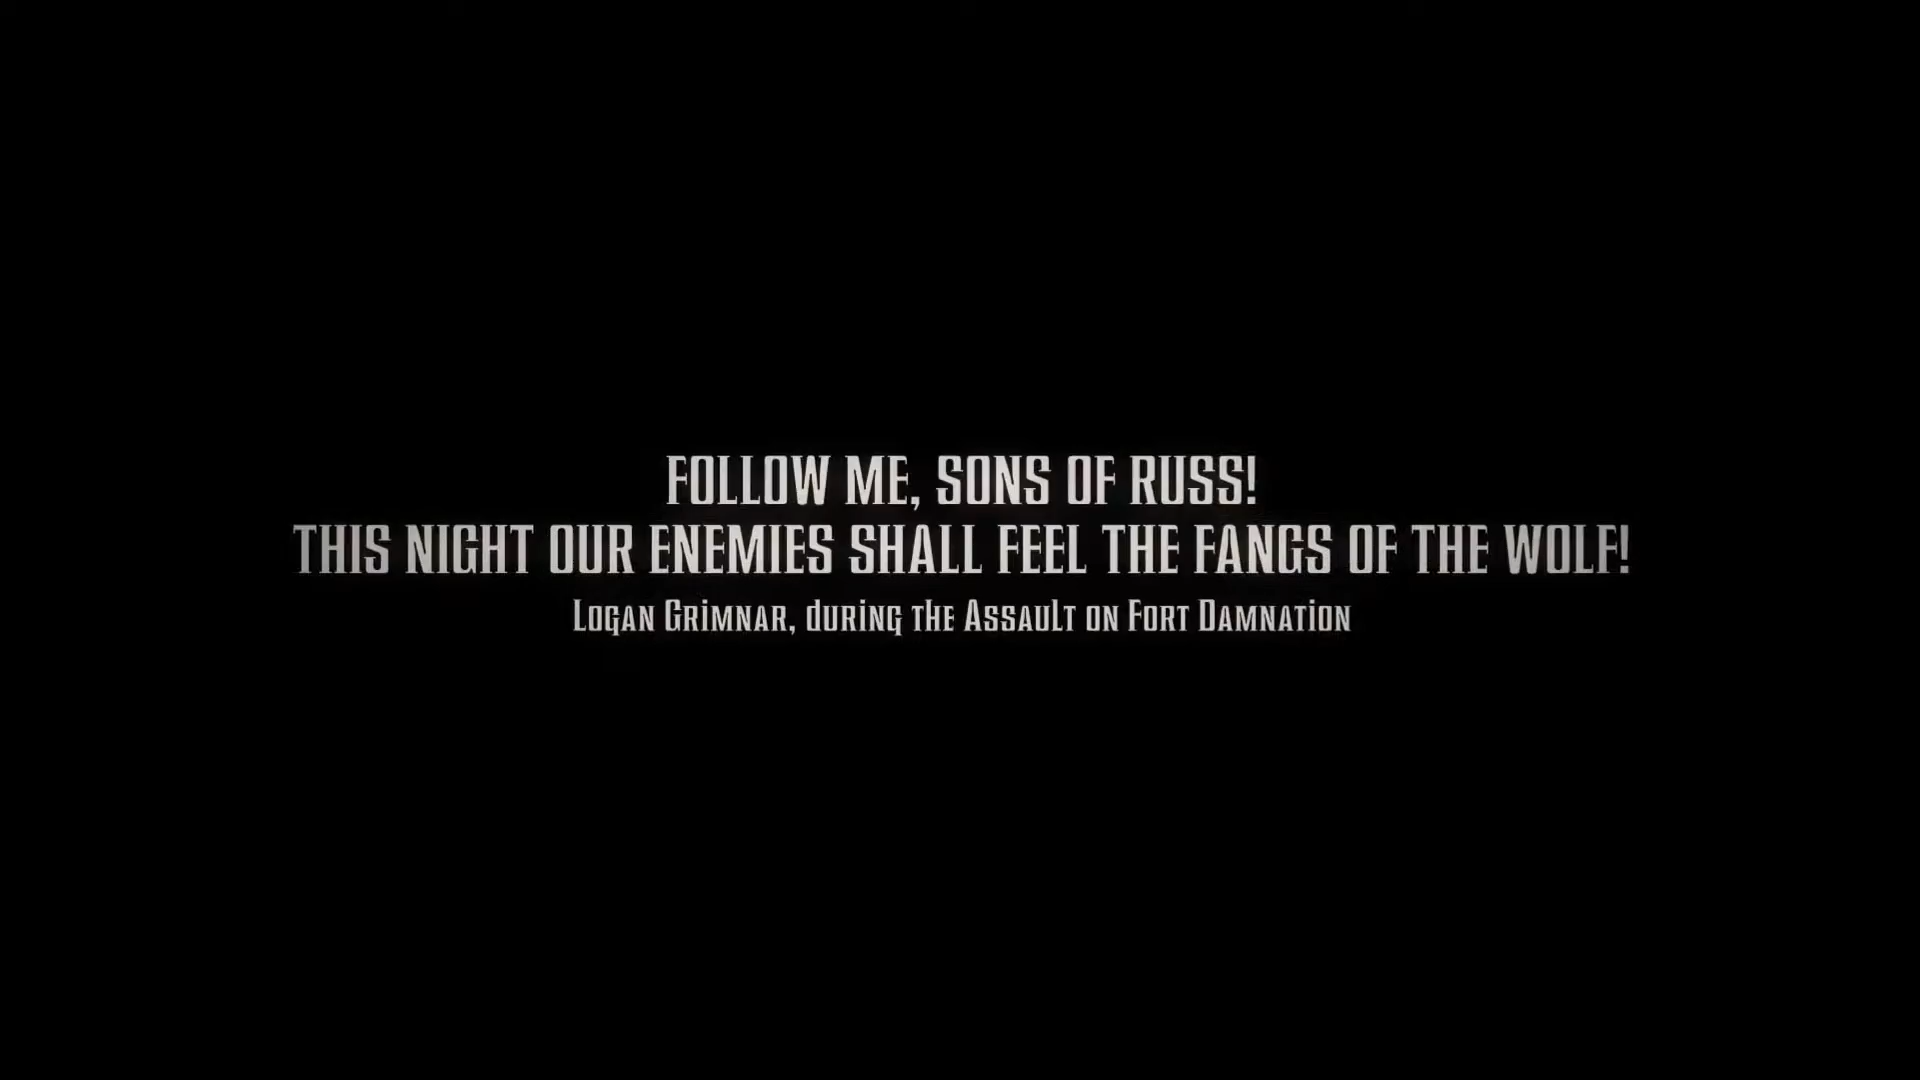 FOLLOW ME, SONS OF RUSS!
THIS NIGHT OUR ENEMIES SHALL FEEL THE FANGS OF THE WOLF!
Logan Grimnar, during the Assault on Fort Damnation